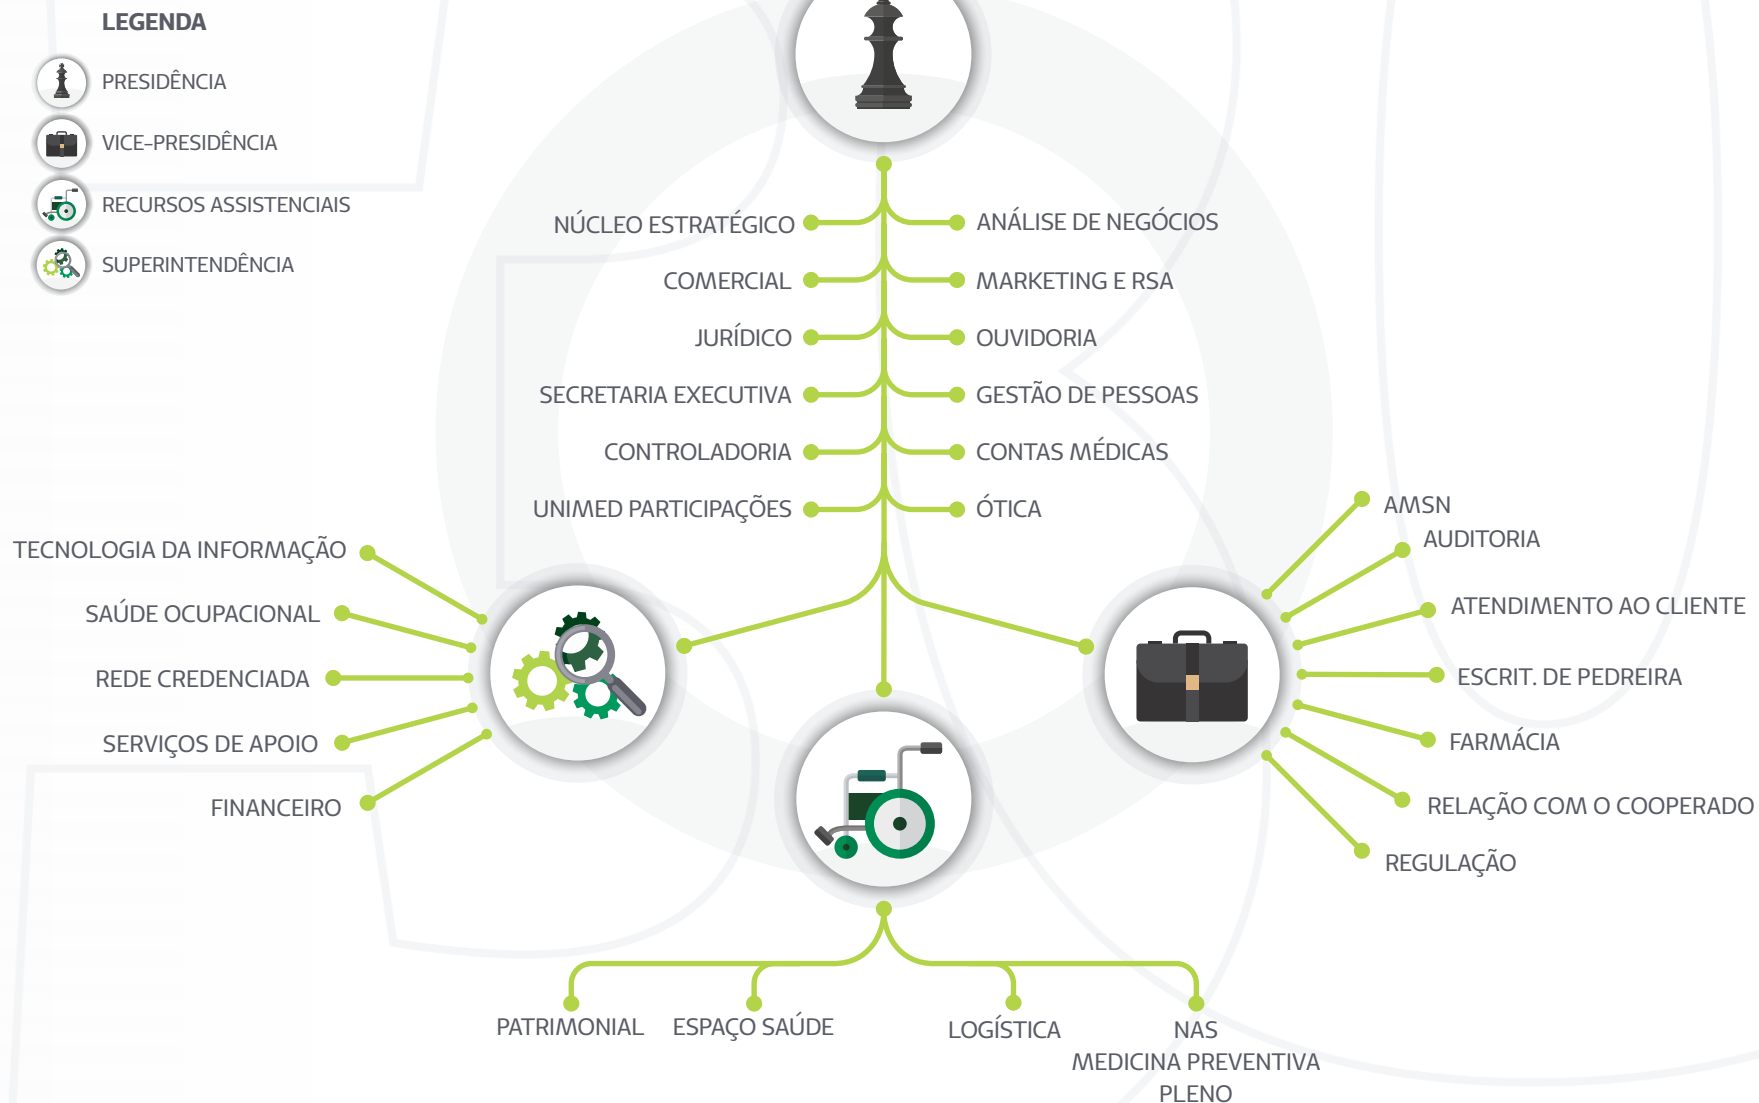 LEGENDA
PRESIDÊNCIA
VICE-PRESIDÊNCIA
RECURSOS ASSISTENCIAIS
SUPERINTENDÊNCIA
NÚCLEO ESTRATÉGICO
ANÁLISE DE NEGÓCIOS
COMERCIAL
MARKETING E RSA
JURÍDICO
OUVIDORIA
SECRETARIA EXECUTIVA
GESTÃO DE PESSOAS
CONTROLADORIA
CONTAS MÉDICAS
UNIMED PARTICIPAÇÕES
ÓTICA
TECNOLOGIA DA INFORMAÇÃO
SAÚDE OCUPACIONAL
REDE CREDENCIADA
SERVIÇOS DE APOIO
FINANCEIRO
AMSN
AUDITORIA
ATENDIMENTO AO CLIENTE
ESCRIT. DE PEDREIRA
FARMÁCIA
RELAÇÃO COM O COOPERADO
REGULAÇÃO
PATRIMONIAL
ESPAÇO SAÚDE
LOGÍSTICA
NAS
MEDICINA PREVENTIVA
PLENO